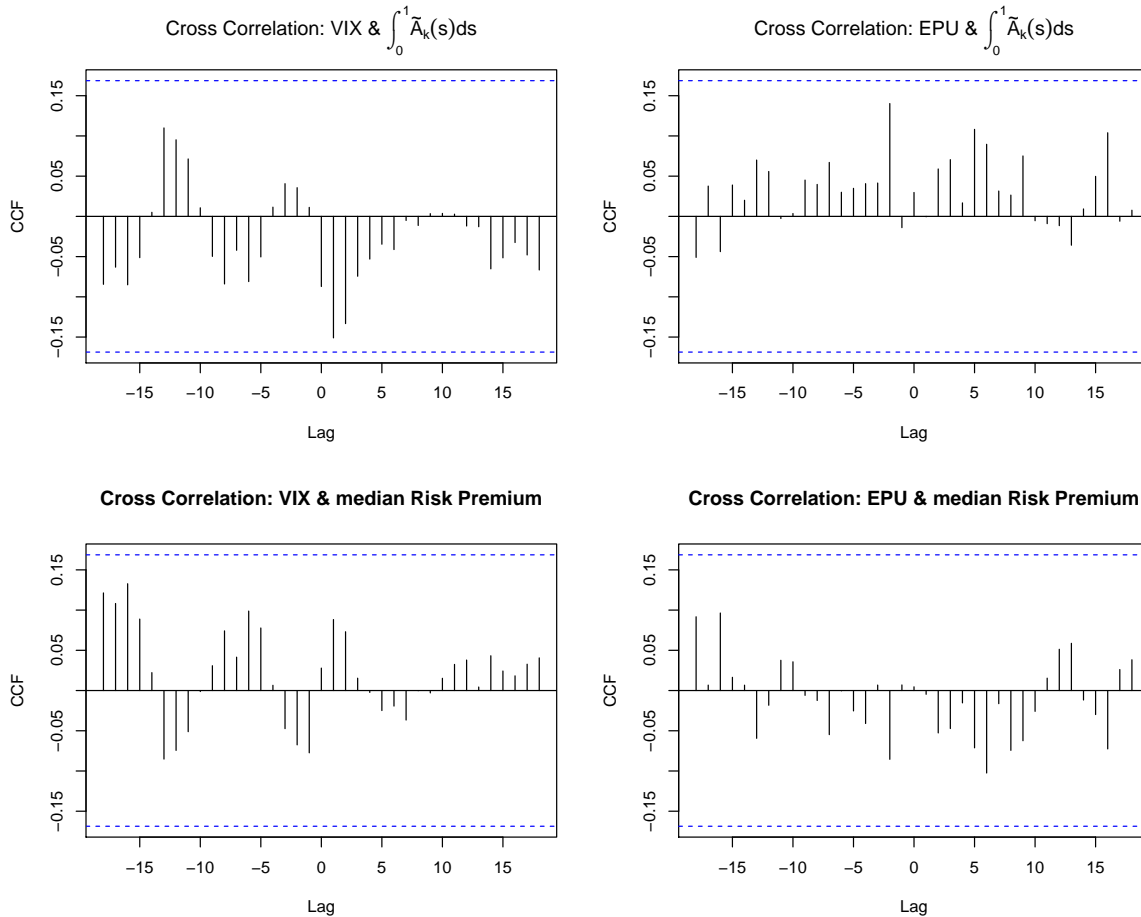 Cross Correlation: VIX & ∫₀¹ Ãₖ(s)ds
CCF
0.15
0.05
−0.05
−0.15
−15 −10 −5 0 5 10 15
Lag
Cross Correlation: EPU & ∫₀¹ Ãₖ(s)ds
CCF
0.15
0.05
−0.05
−0.15
−15 −10 −5 0 5 10 15
Lag
Cross Correlation: VIX & median Risk Premium
CCF
0.15
0.05
−0.05
−0.15
−15 −10 −5 0 5 10 15
Lag
Cross Correlation: EPU & median Risk Premium
CCF
0.15
0.05
−0.05
−0.15
−15 −10 −5 0 5 10 15
Lag